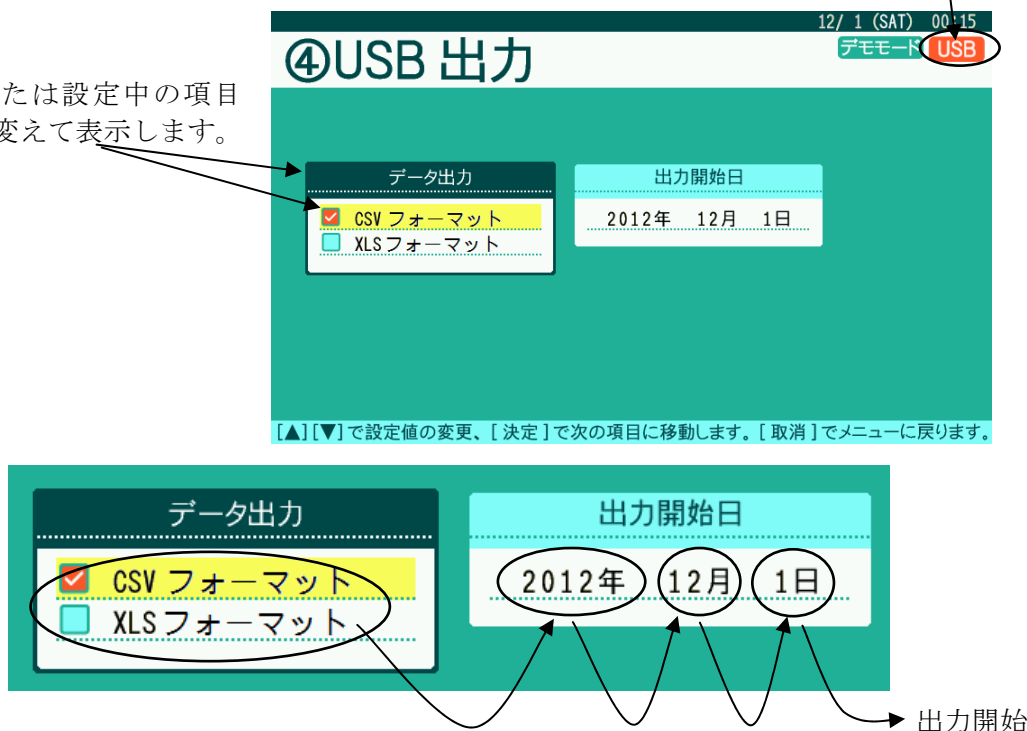 12/ 1 (SAT) 00:15
④USB 出力
デモモード USB
たは設定中の項目
変えて表示します。
データ出力
CSV フォーマット
XLSフォーマット
出力開始日
2012年 12月 1日
[▲][▼]で設定値の変更、[決定]で次の項目に移動します。[取消]でメニューに戻ります。
データ出力
CSV フォーマット
XLSフォーマット
出力開始日
2012年 12月 1日
出力開始